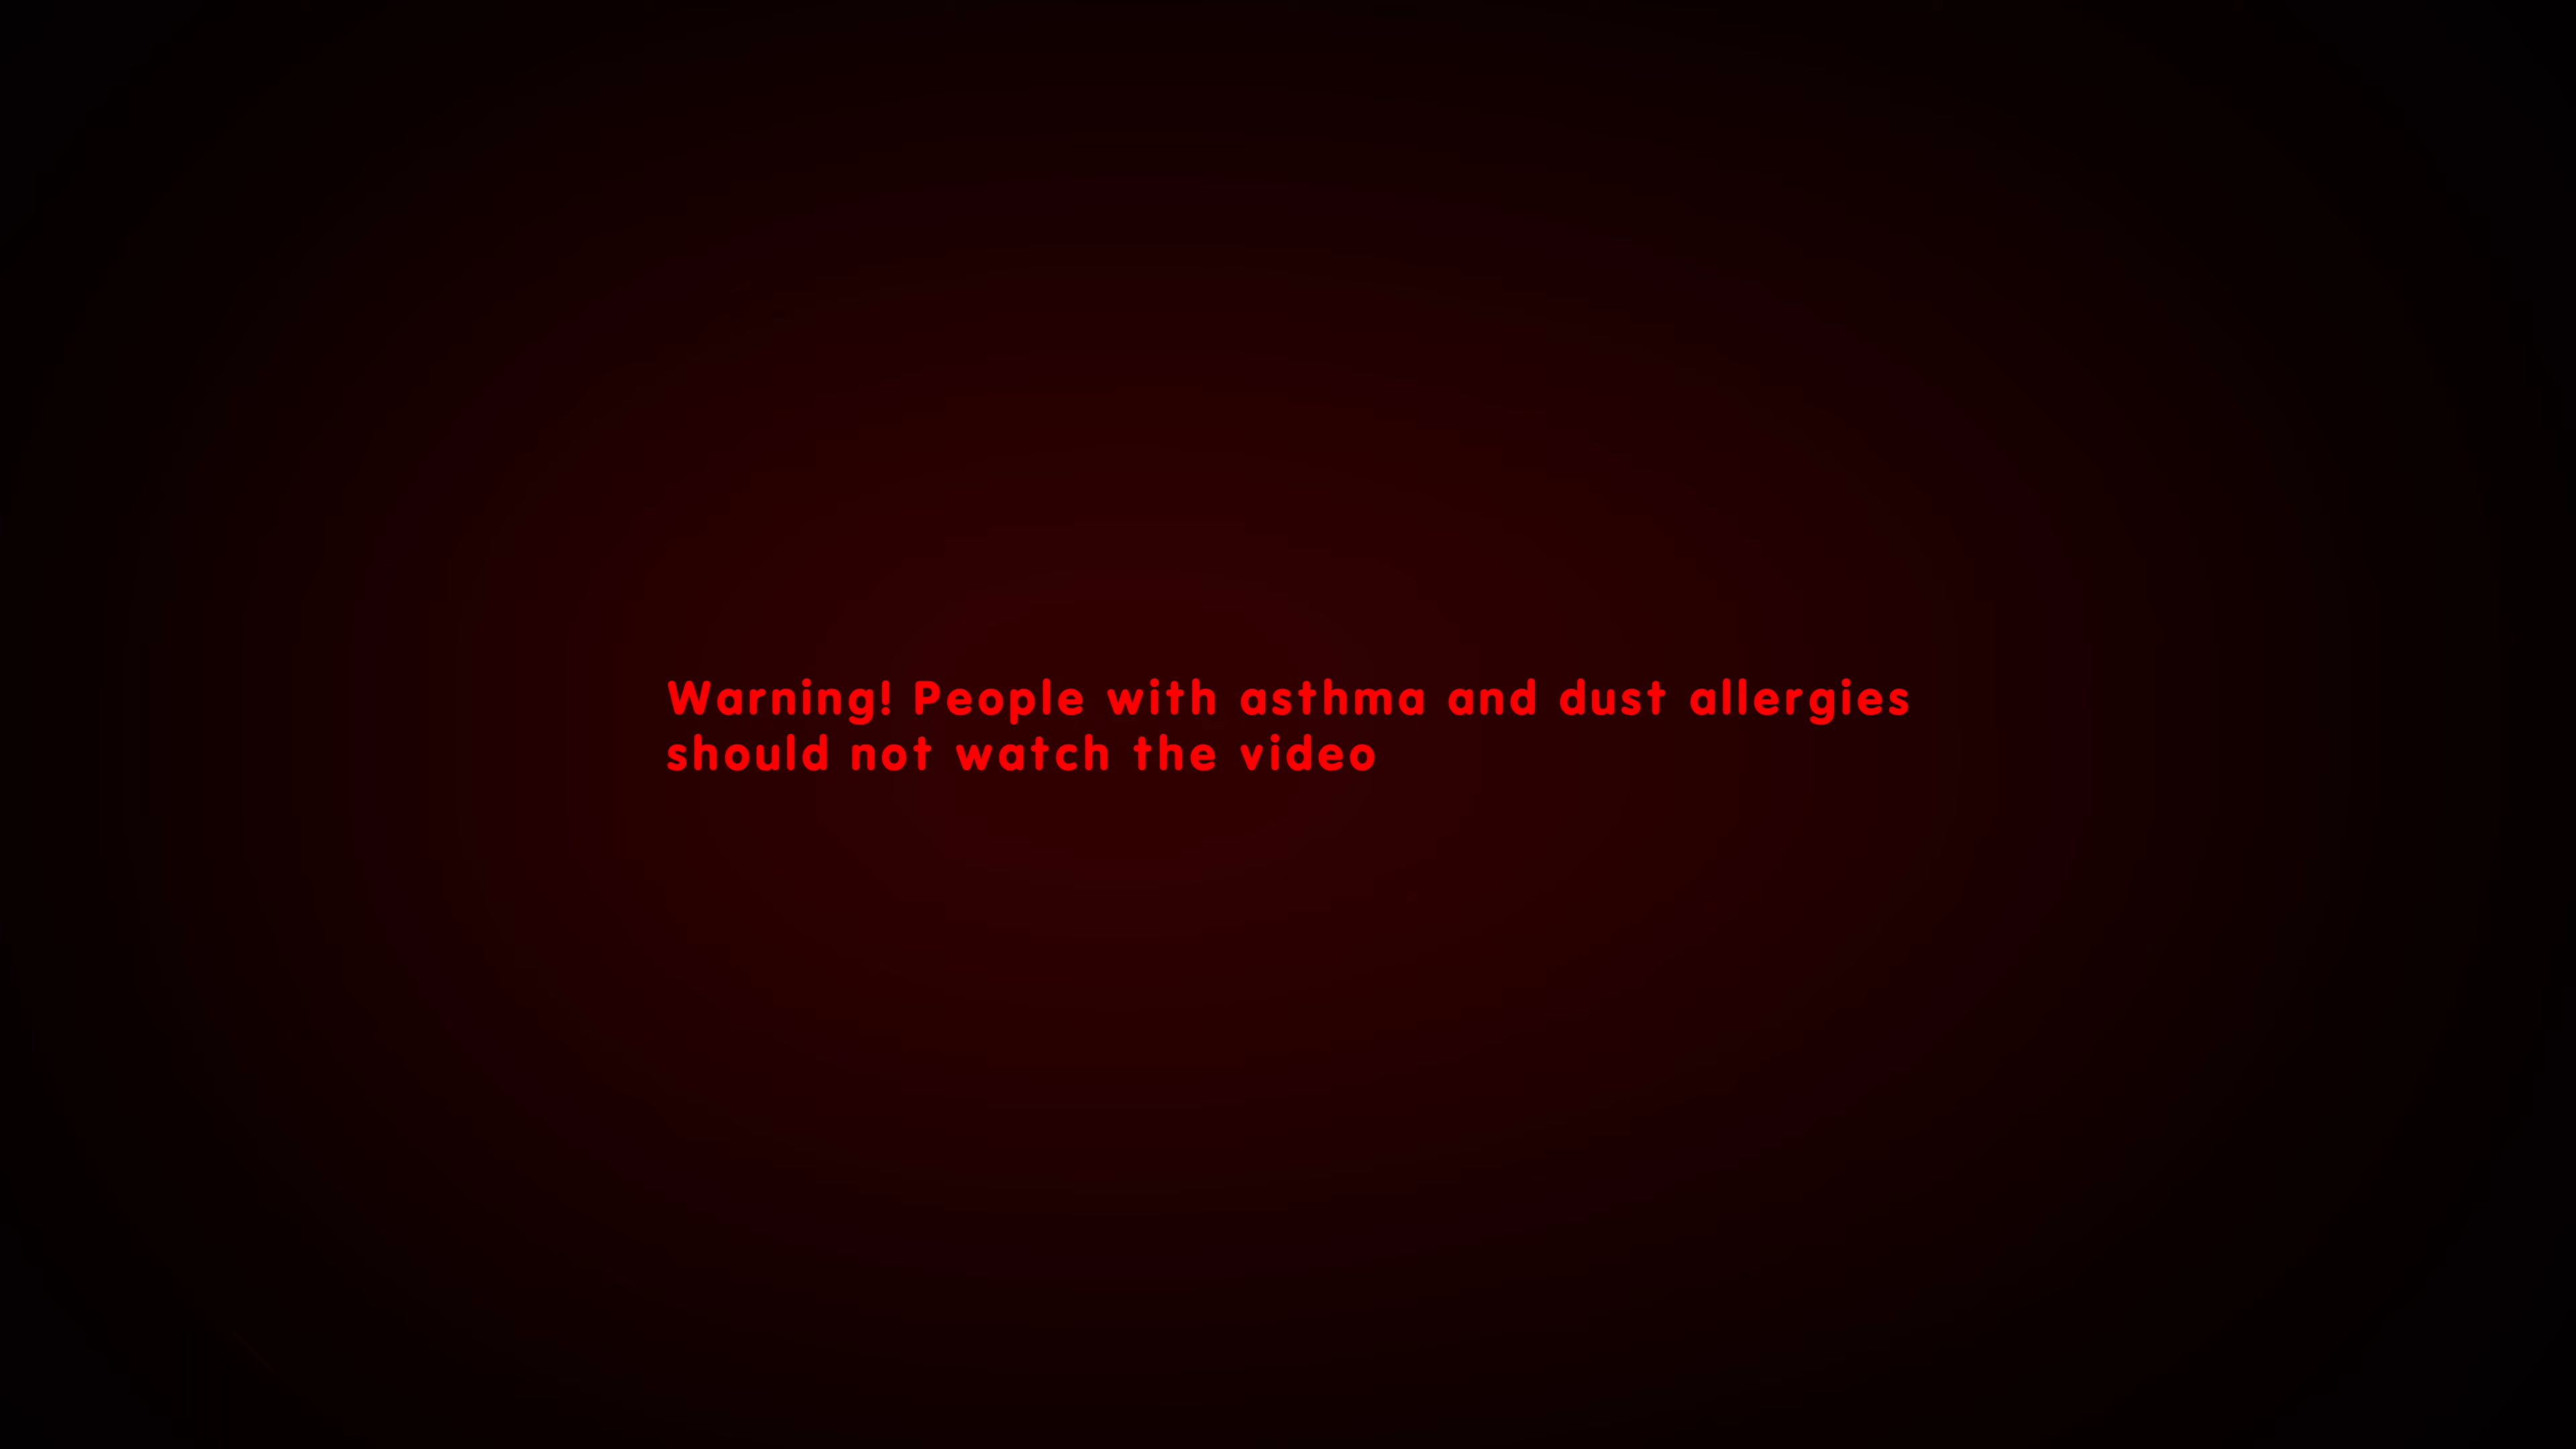 Warning! People with asthma and dust allergies
should not watch the video